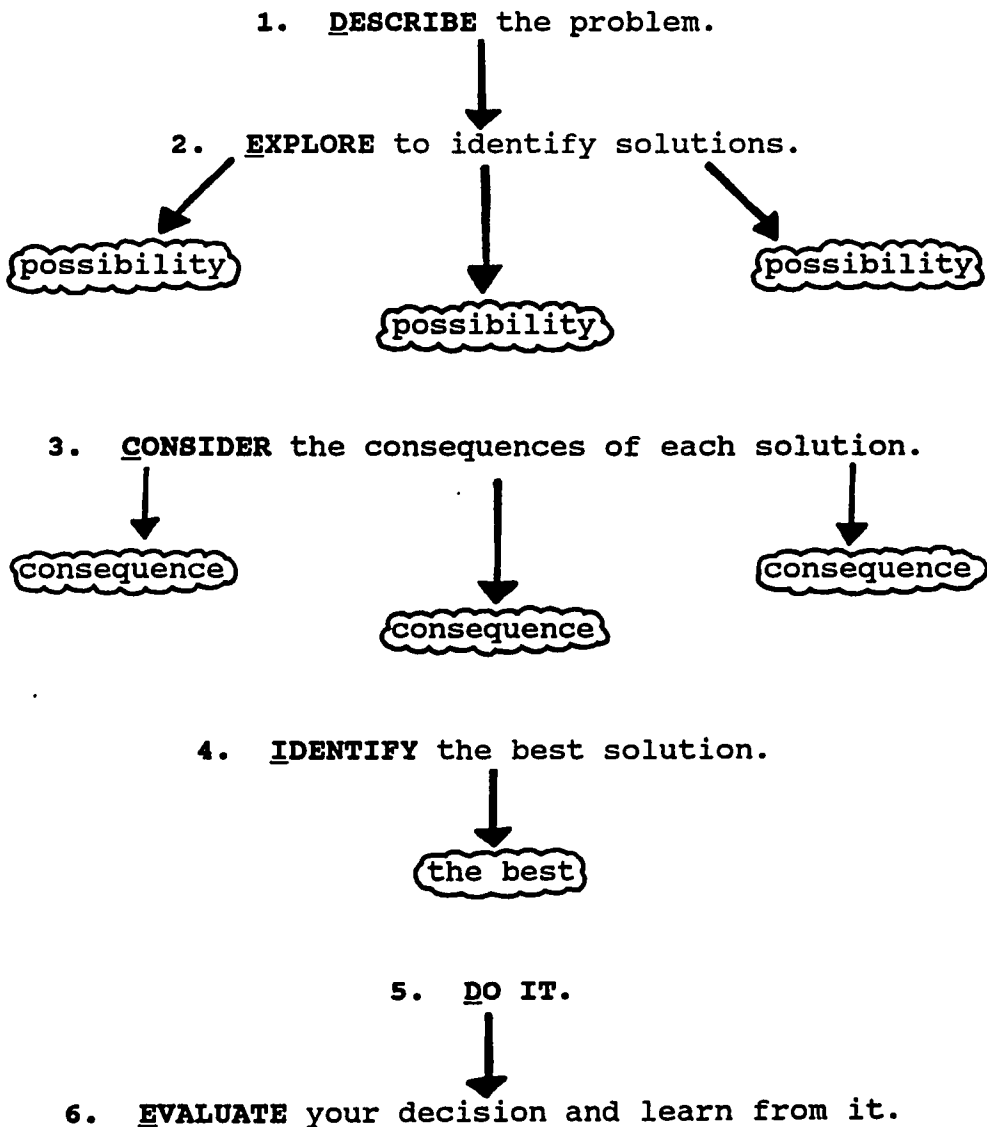 1. DESCRIBE the problem.
2. EXPLORE to identify solutions.
possibility possibility
possibility
3. CONSIDER the consequences of each solution.
consequence consequence
consequence
4. IDENTIFY the best solution.
the best
5. DO IT.
6. EVALUATE your decision and learn from it.